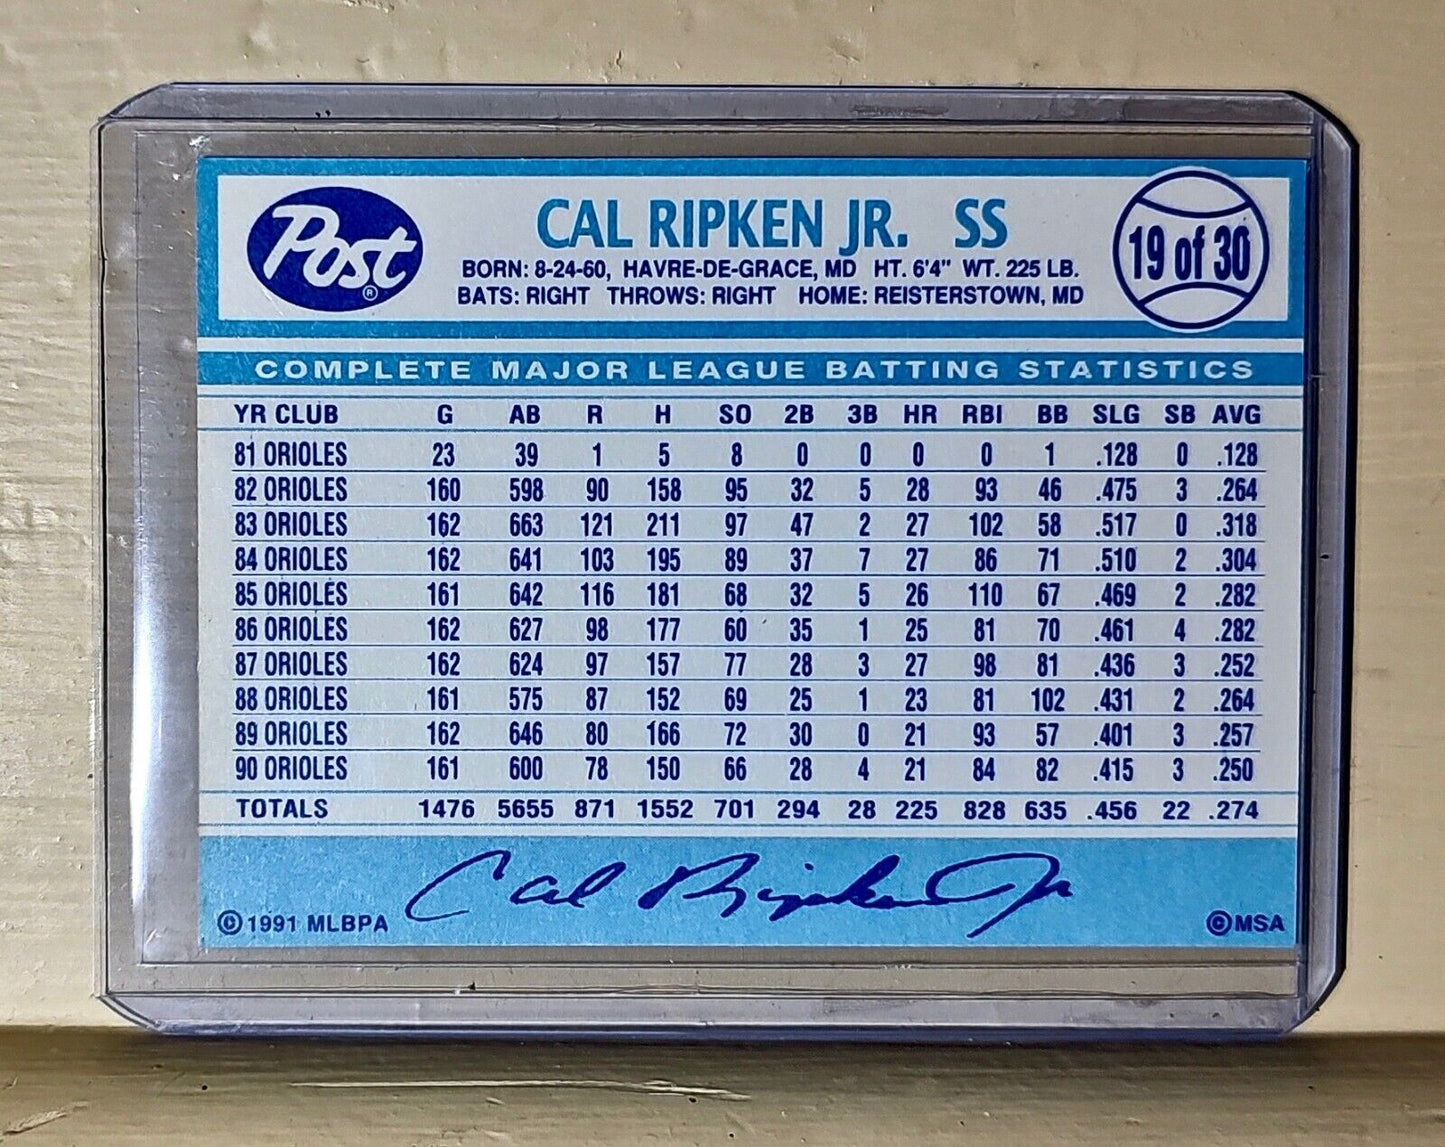 Post ®
CAL RIPKEN JR. SS
19 of 30
BORN: 8-24-60, HAVRE-DE-GRACE, MD HT. 6'4" WT. 225 LB.
BATS: RIGHT THROWS: RIGHT HOME: REISTERSTOWN, MD
COMPLETE MAJOR LEAGUE BATTING STATISTICS
YR CLUB G AB R H SO 2B 3B HR RBI BB SLG SB AVG
81 ORIOLES 23 39 1 5 8 0 0 0 0 1 .128 0 .128
82 ORIOLES 160 598 90 158 95 32 5 28 93 46 .475 3 .264
83 ORIOLES 162 663 121 211 97 47 2 27 102 58 .517 0 .318
84 ORIOLES 162 641 103 195 89 37 7 27 86 71 .510 2 .304
85 ORIOLES 161 642 116 181 68 32 5 26 110 67 .469 2 .282
86 ORIOLES 162 627 98 177 60 35 1 25 81 70 .461 4 .282
87 ORIOLES 162 624 97 157 77 28 3 27 98 81 .436 3 .252
88 ORIOLES 161 575 87 152 69 25 1 23 81 102 .431 2 .264
89 ORIOLES 162 646 80 166 72 30 0 21 93 57 .401 3 .257
90 ORIOLES 161 600 78 150 66 28 4 21 84 82 .415 3 .250
TOTALS 1476 5655 871 1552 701 294 28 225 828 635 .456 22 .274
Cal Ripken Jr
©1991 MLBPA ©MSA